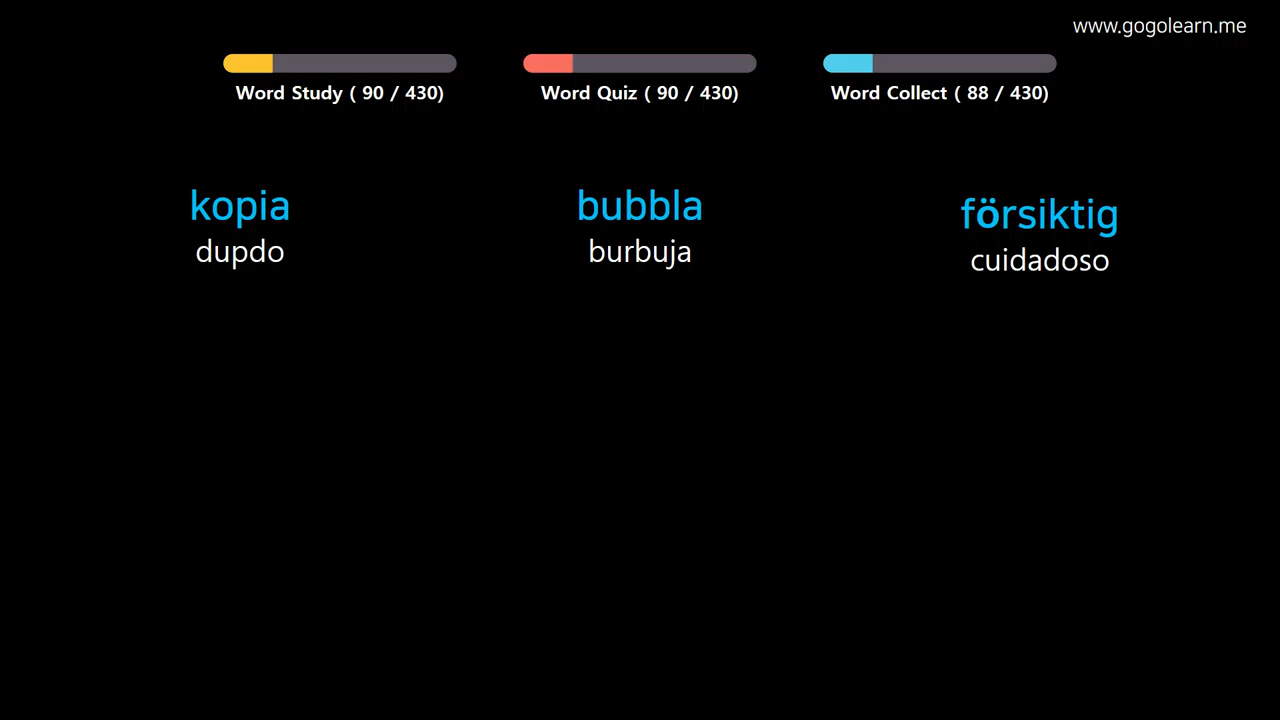 www.gogolearn.me
Word Study ( 90 / 430)
Word Quiz ( 90 / 430)
Word Collect ( 88 / 430)
kopia
dupdo
bubbla
burbuja
försiktig
cuidadoso